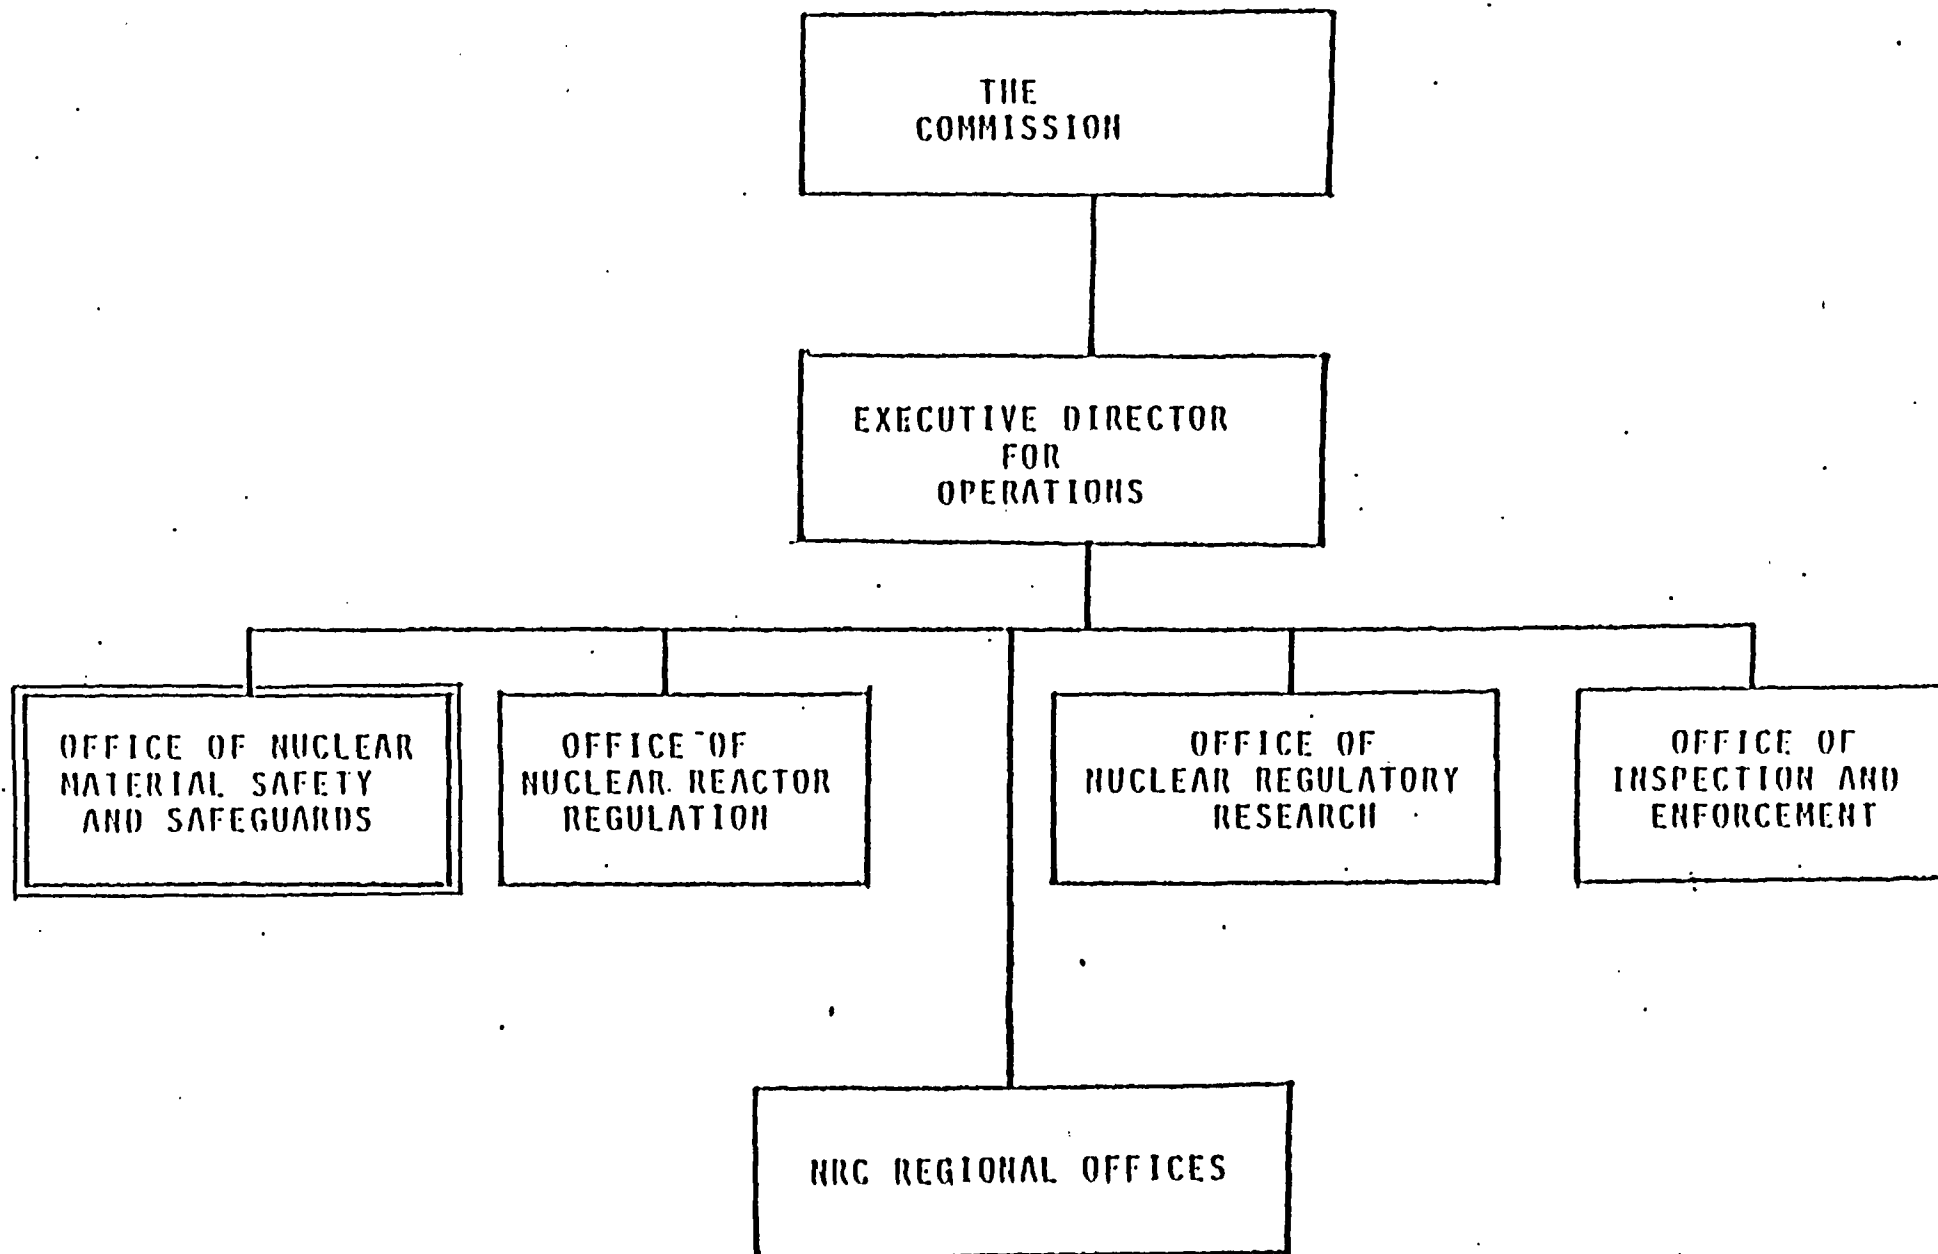 THE
COMMISSION
EXECUTIVE DIRECTOR
FOR
OPERATIONS
OFFICE OF NUCLEAR
MATERIAL SAFETY
AND SAFEGUARDS
OFFICE OF
NUCLEAR REACTOR
REGULATION
OFFICE OF
NUCLEAR REGULATORY
RESEARCH
OFFICE OF
INSPECTION AND
ENFORCEMENT
NRC REGIONAL OFFICES